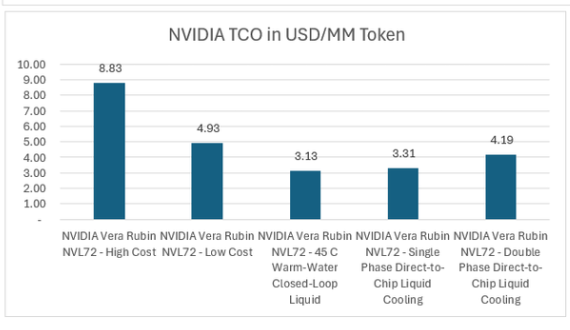 NVIDIA TCO in USD/MM Token
10.00
9.00
8.00
7.00
6.00
5.00
4.00
3.00
2.00
1.00
-
8.83
4.93
3.13
3.31
4.19
NVIDIA Vera Rubin
NVL72 - High Cost
NVIDIA Vera Rubin
NVL72 - Low Cost
NVIDIA Vera Rubin
NVL72 - 45 C
Warm-Water
Closed-Loop
Liquid
NVIDIA Vera Rubin
NVL72 - Single
Phase Direct-to-
Chip Liquid
Cooling
NVIDIA Vera Rubin
NVL72 - Double
Phase Direct-to-
Chip Liquid
Cooling